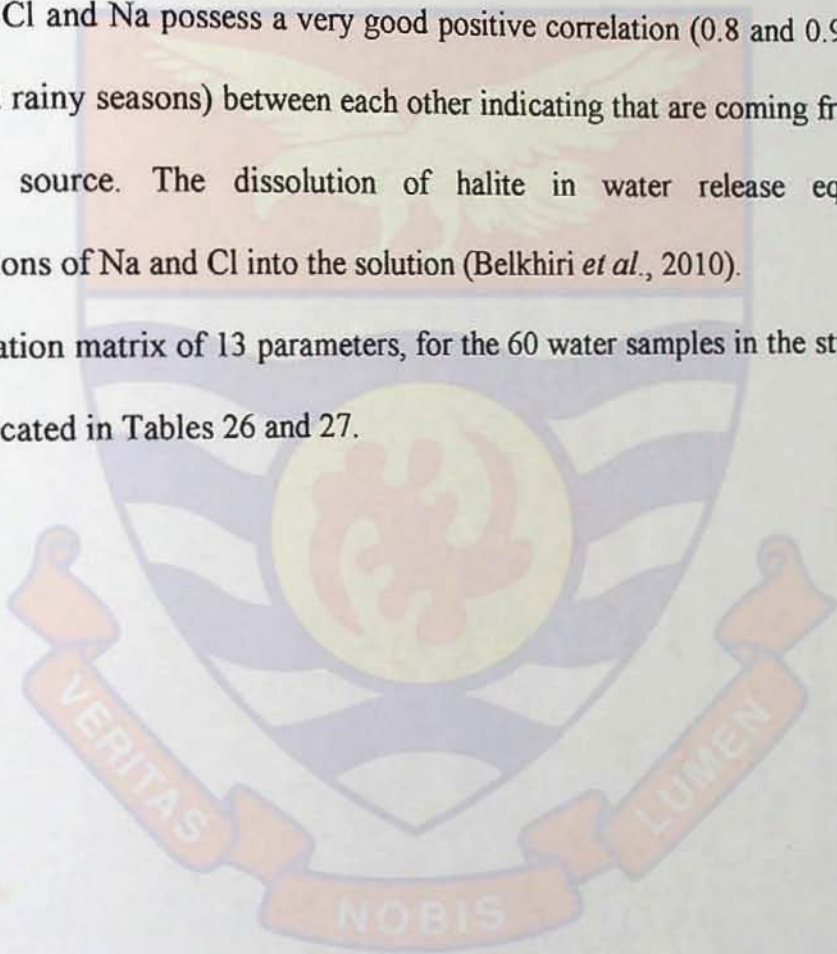 Cl and Na possess a very good positive correlation (0.8 and 0.9
rainy seasons) between each other indicating that are coming fr
source. The dissolution of halite in water release eq
ons of Na and Cl into the solution (Belkhiri et al., 2010).
ation matrix of 13 parameters, for the 60 water samples in the st
cated in Tables 26 and 27.
VERITAS
NOBIS
LUMEN